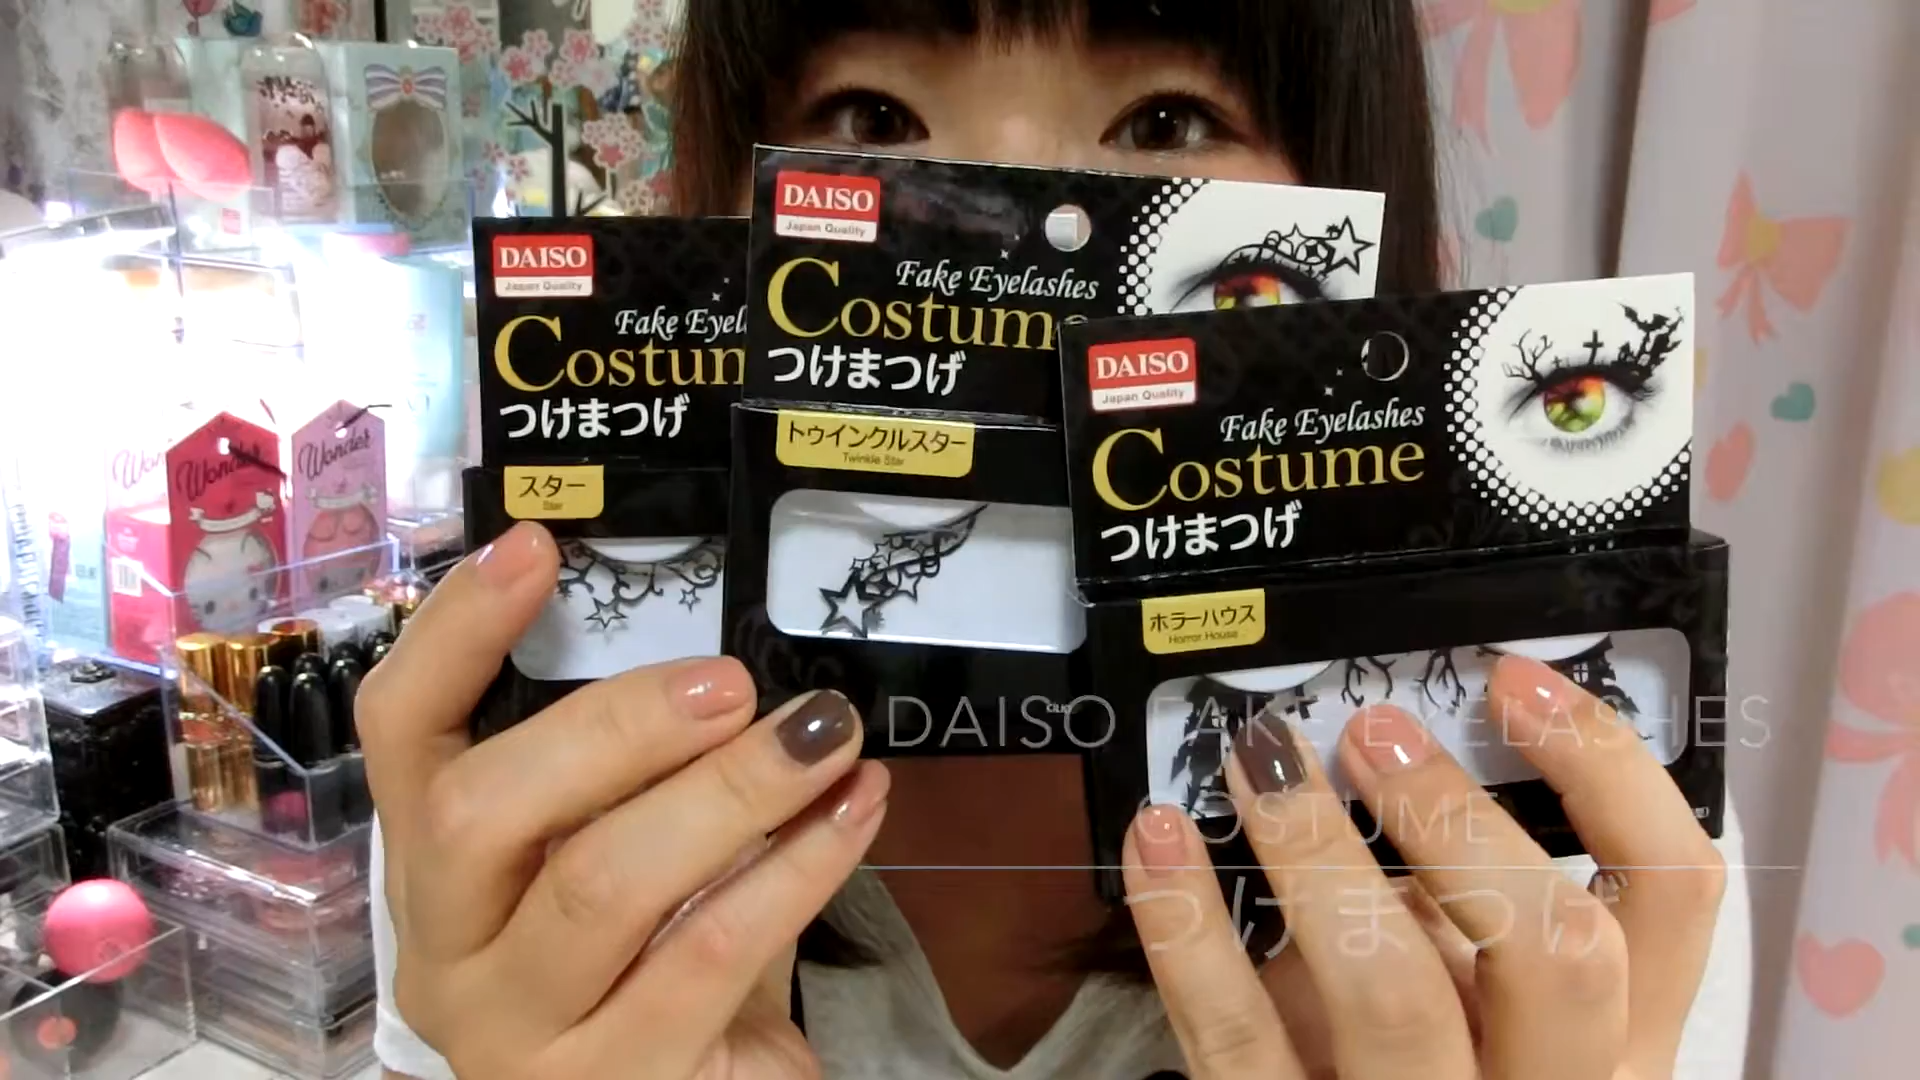 DAISO
Japan Quality
Fake Eyel
Costum
つけまつげ
スター
Star
DAISO
Japan Quality
Fake Eyelashes
Costume
つけまつげ
トゥインクルスター
Twinkle Star
DAISO
Japan Quality
Fake Eyelashes
Costume
つけまつげ
ホラーハウス
Horror House
Wonder
Wonder
DAISO FAKE EYELASHES
COSTUME
つけまつげ